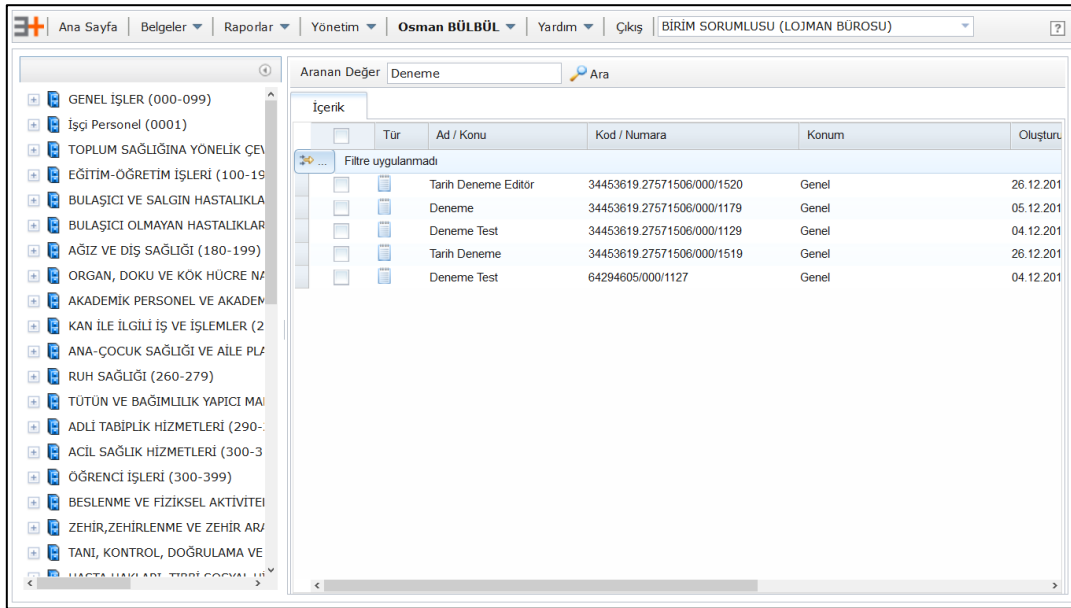 Ana Sayfa Belgeler Raporlar Yönetim Osman BÜLBÜL Yardım Çıkış BİRİM SORUMLUSU (LOJMAN BÜROSU) ?
Aranan Değer Deneme Ara
İçerik
Tür Ad / Konu Kod / Numara Konum Oluşturu
... Filtre uygulanmadı
Tarih Deneme Editör 34453619.27571506/000/1520 Genel 26.12.201
Deneme 34453619.27571506/000/1179 Genel 05.12.201
Deneme Test 34453619.27571506/000/1129 Genel 04.12.201
Tarih Deneme 34453619.27571506/000/1519 Genel 26.12.201
Deneme Test 64294605/000/1127 Genel 04.12.201
GENEL İŞLER (000-099)
İşçi Personel (0001)
TOPLUM SAĞLIĞINA YÖNELİK ÇEV
EĞİTİM-ÖĞRETİM İŞLERİ (100-19
BULAŞICI VE SALGIN HASTALIKLA
BULAŞICI OLMAYAN HASTALIKLAR
AĞIZ VE DİŞ SAĞLIĞI (180-199)
ORGAN, DOKU VE KÖK HÜCRE NA
AKADEMİK PERSONEL VE AKADEM
KAN İLE İLGİLİ İŞ VE İŞLEMLER (2
ANA-ÇOCUK SAĞLIĞI VE AİLE PLA
RUH SAĞLIĞI (260-279)
TÜTÜN VE BAĞIMLILIK YAPICI MA
ADLİ TABİPLİK HİZMETLERİ (290-
ACİL SAĞLIK HİZMETLERİ (300-3
ÖĞRENCİ İŞLERİ (300-399)
BESLENME VE FİZİKSEL AKTİVİTE
ZEHİR,ZEHİRLENME VE ZEHİR ARA
TANI, KONTROL, DOĞRULAMA VE